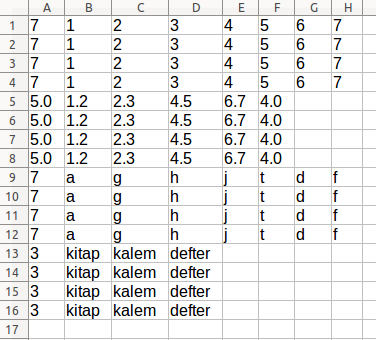 A B C D E F G H
1 7 1 2 3 4 5 6 7
2 7 1 2 3 4 5 6 7
3 7 1 2 3 4 5 6 7
4 7 1 2 3 4 5 6 7
5 5.0 1.2 2.3 4.5 6.7 4.0
6 5.0 1.2 2.3 4.5 6.7 4.0
7 5.0 1.2 2.3 4.5 6.7 4.0
8 5.0 1.2 2.3 4.5 6.7 4.0
9 7 a g h j t d f
10 7 a g h j t d f
11 7 a g h j t d f
12 7 a g h j t d f
13 3 kitap kalem defter
14 3 kitap kalem defter
15 3 kitap kalem defter
16 3 kitap kalem defter
17